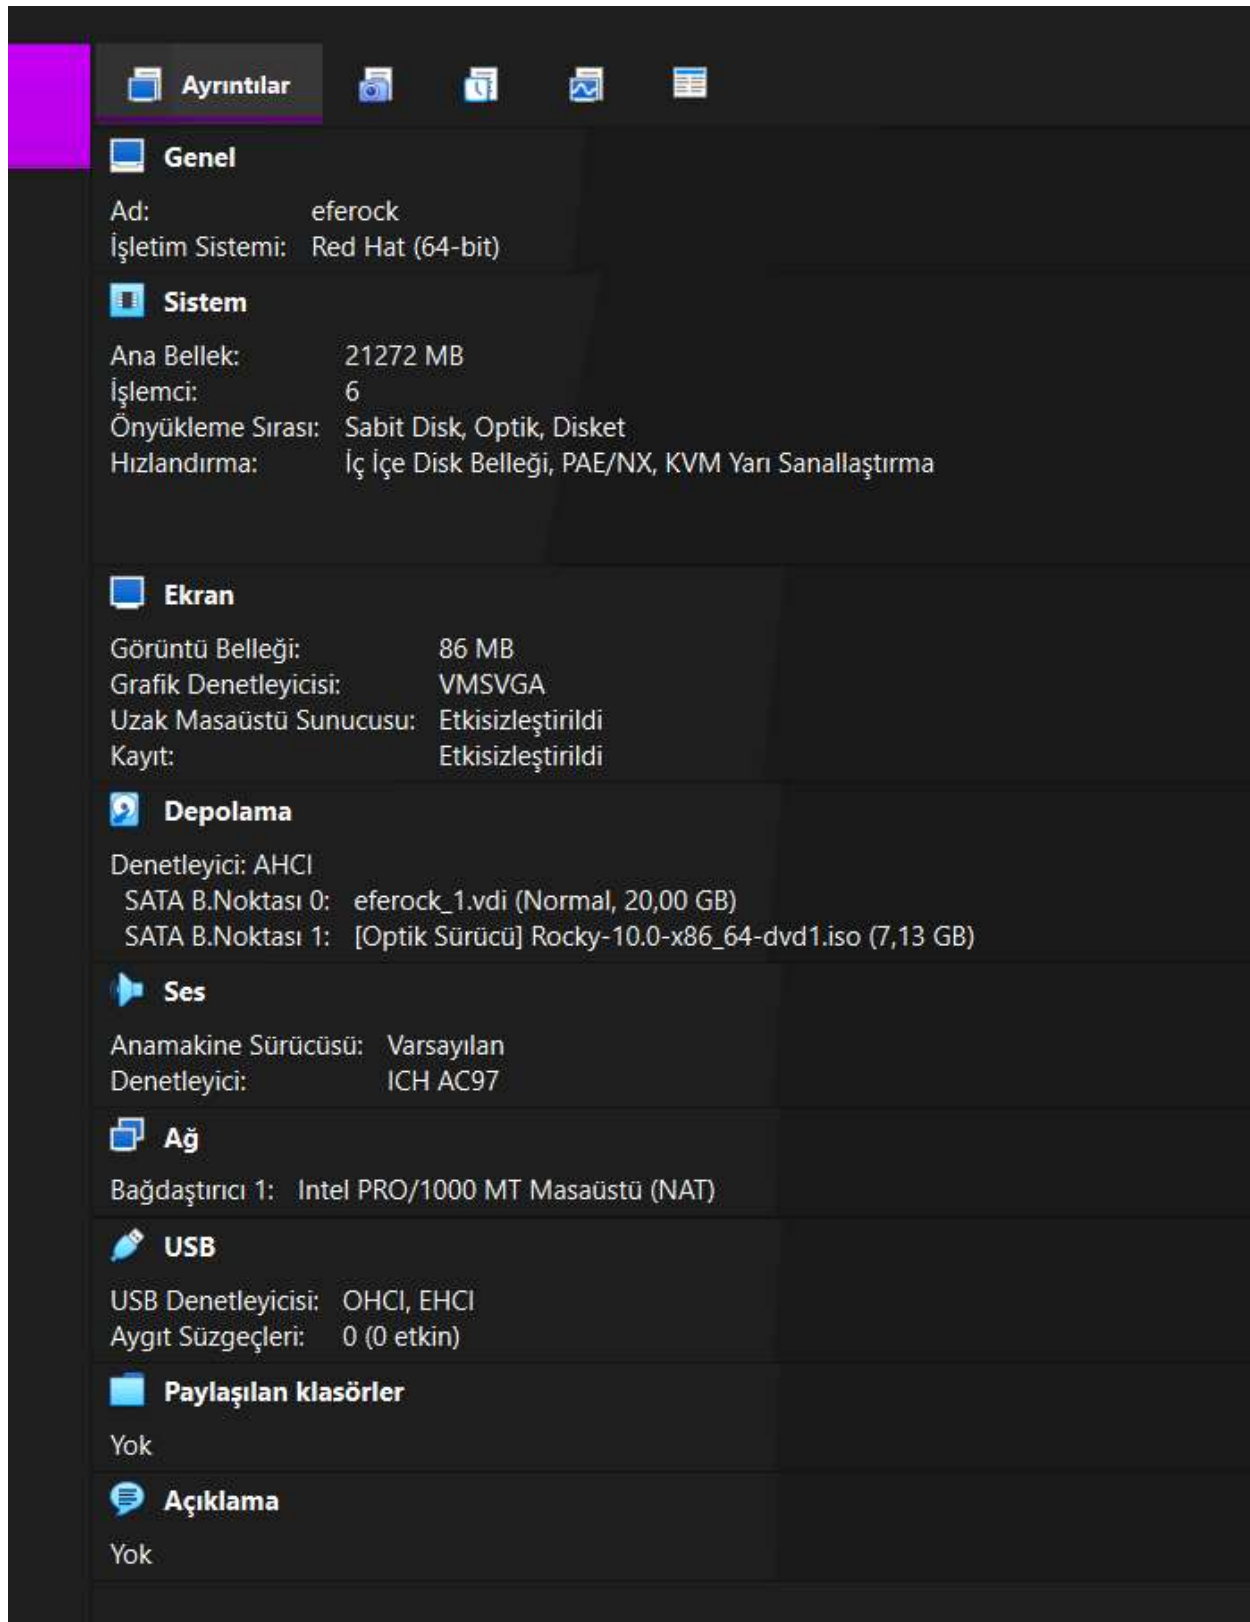 Ayrıntılar
Genel
Ad: eferock
İşletim Sistemi: Red Hat (64-bit)
Sistem
Ana Bellek: 21272 MB
İşlemci: 6
Önyükleme Sırası: Sabit Disk, Optik, Disket
Hızlandırma: İç İçe Disk Belleği, PAE/NX, KVM Yarı Sanallaştırma
Ekran
Görüntü Belleği: 86 MB
Grafik Denetleyicisi: VMSVGA
Uzak Masaüstü Sunucusu: Etkisizleştirildi
Kayıt: Etkisizleştirildi
Depolama
Denetleyici: AHCI
SATA B.Noktası 0: eferock_1.vdi (Normal, 20,00 GB)
SATA B.Noktası 1: [Optik Sürücü] Rocky-10.0-x86_64-dvd1.iso (7,13 GB)
Ses
Anamakine Sürücüsü: Varsayılan
Denetleyici: ICH AC97
Ağ
Bağdaştırıcı 1: Intel PRO/1000 MT Masaüstü (NAT)
USB
USB Denetleyicisi: OHCI, EHCI
Aygıt Süzgeçleri: 0 (0 etkin)
Paylaşılan klasörler
Yok
Açıklama
Yok